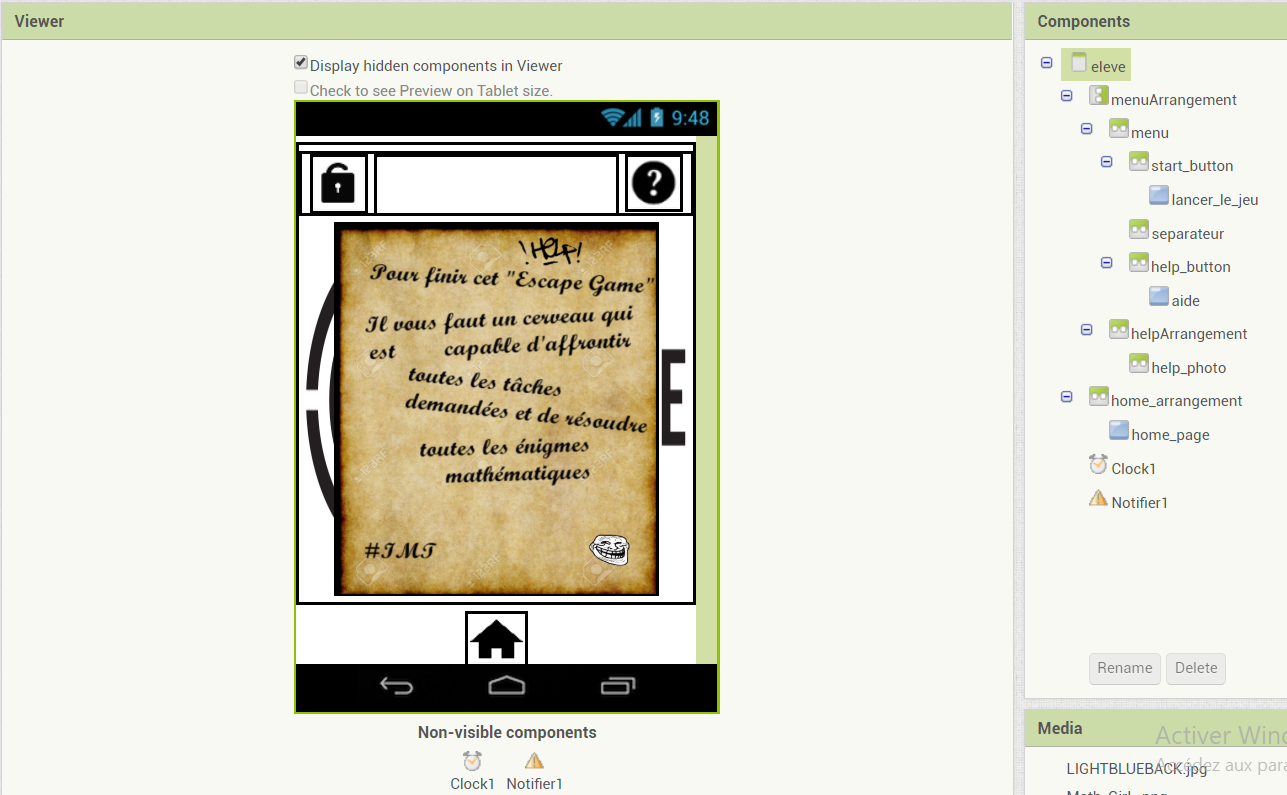 Viewer
Components
Display hidden components in Viewer
Check to see Preview on Tablet size.
9:48
?
!HELP!
Pour finir cet "Escape Game"
Il vous faut un cerveau qui
est capable d'affrontir
toutes les tâches
demandées et de résoudre
toutes les énigmes
mathématiques
#IMT
E
Non-visible components
Clock1 Notifier1
eleve
menuArrangement
menu
start_button
lancer_le_jeu
separateur
help_button
aide
helpArrangement
help_photo
home_arrangement
home_page
Clock1
Notifier1
Rename Delete
Media
Activer Wind
Accédez aux para
LIGHTBLUEBACK.jpg